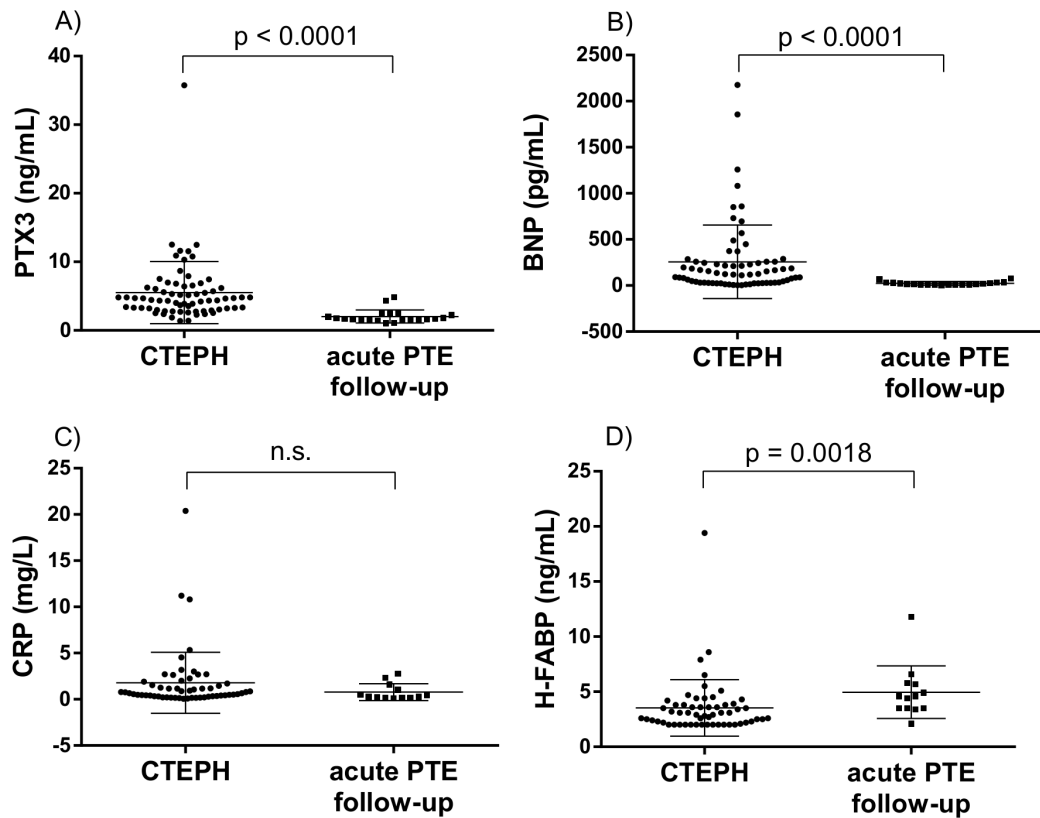 A)
p < 0.0001
PTX3 (ng/mL)
40
30
20
10
0
CTEPH
acute PTE
follow-up
B)
p < 0.0001
BNP (pg/mL)
2500
2000
1500
1000
500
0
-500
CTEPH
acute PTE
follow-up
C)
n.s.
CRP (mg/L)
25
20
15
10
5
0
-5
CTEPH
acute PTE
follow-up
D)
p = 0.0018
H-FABP (ng/mL)
25
20
15
10
5
0
CTEPH
acute PTE
follow-up